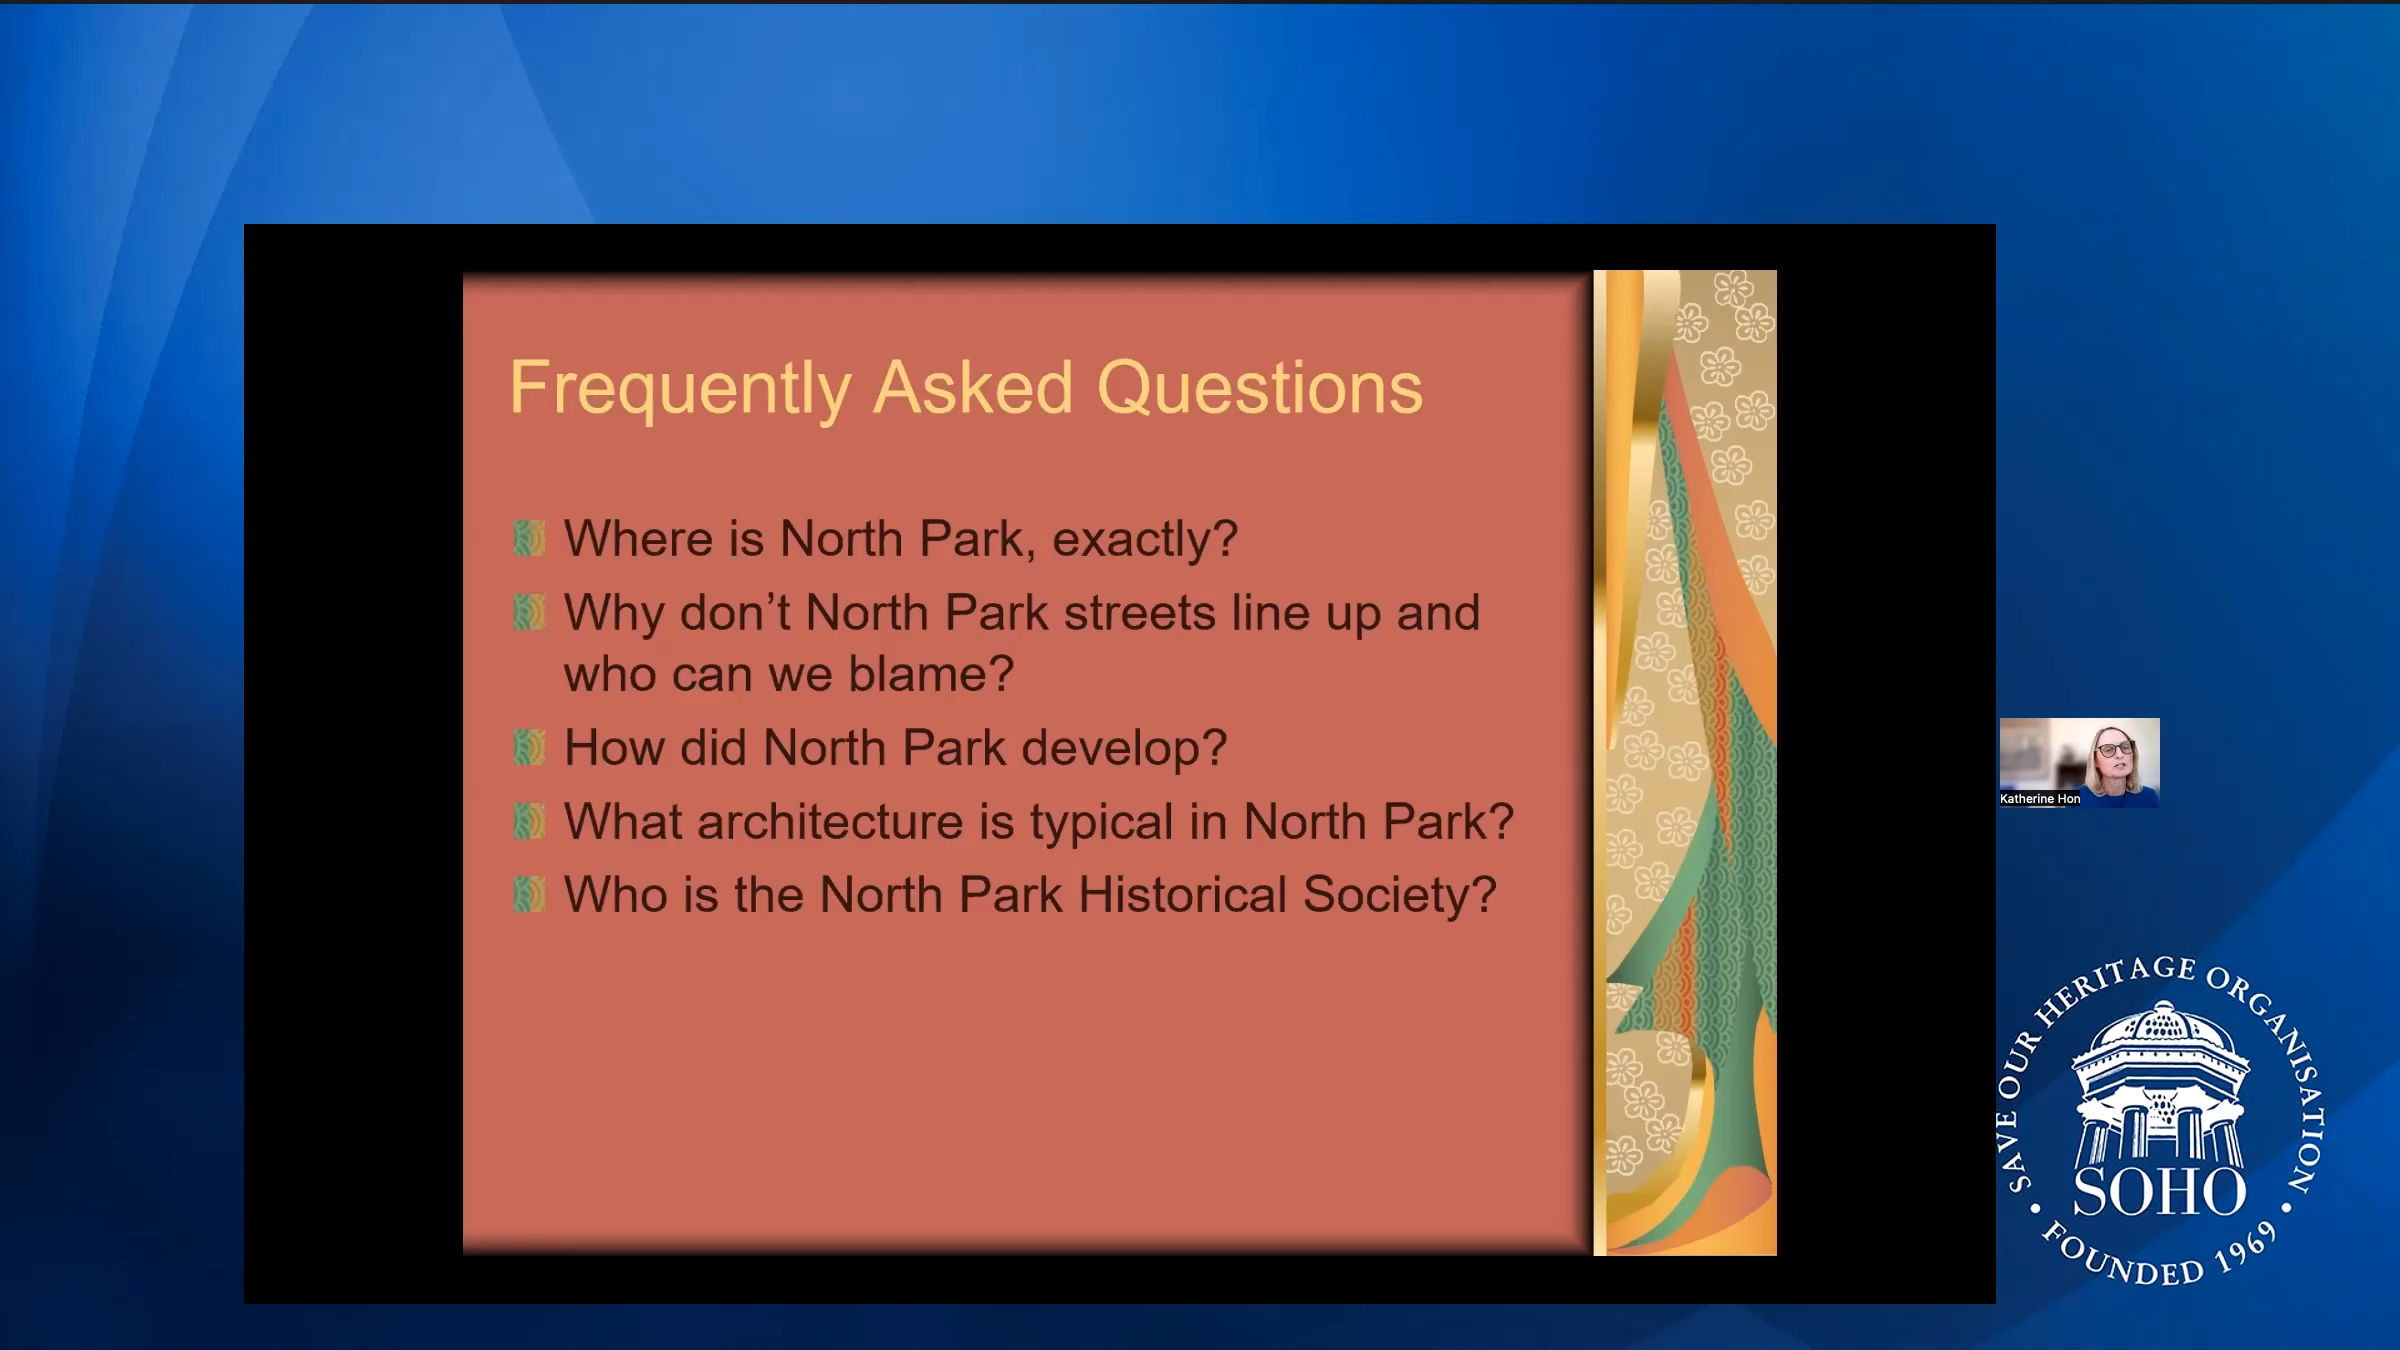 Frequently Asked Questions
Where is North Park, exactly?
Why don’t North Park streets line up and
who can we blame?
How did North Park develop?
What architecture is typical in North Park?
Who is the North Park Historical Society?
Katherine Hon
SAVE OUR HERITAGE ORGANISATION
SOHO
FOUNDED 1969